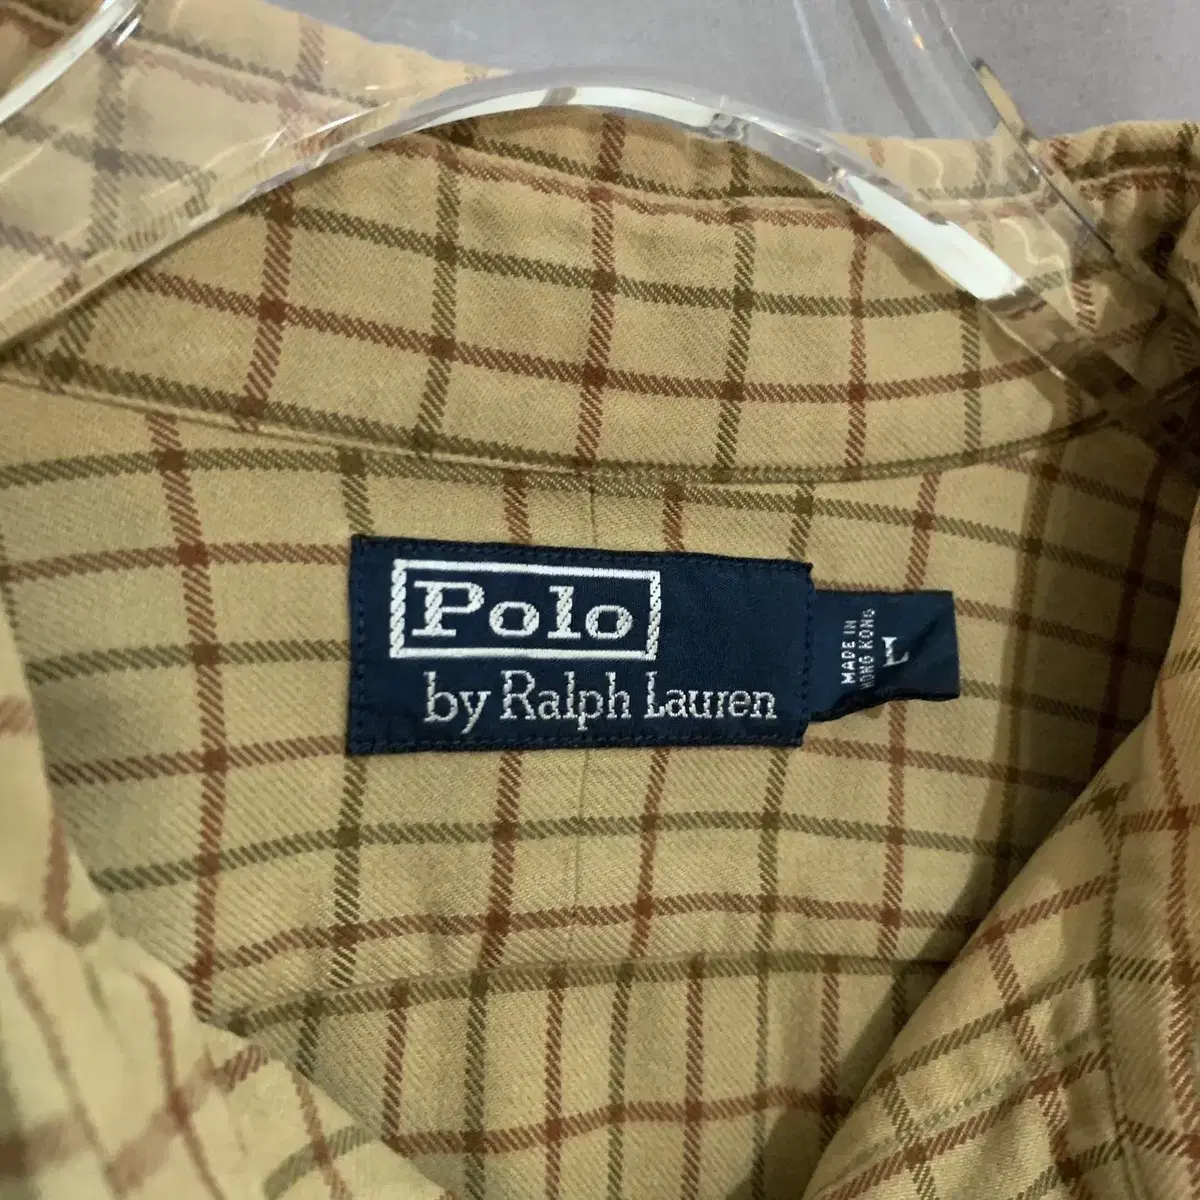 Polo
by Ralph Lauren
MADE IN
HONG KONG
L